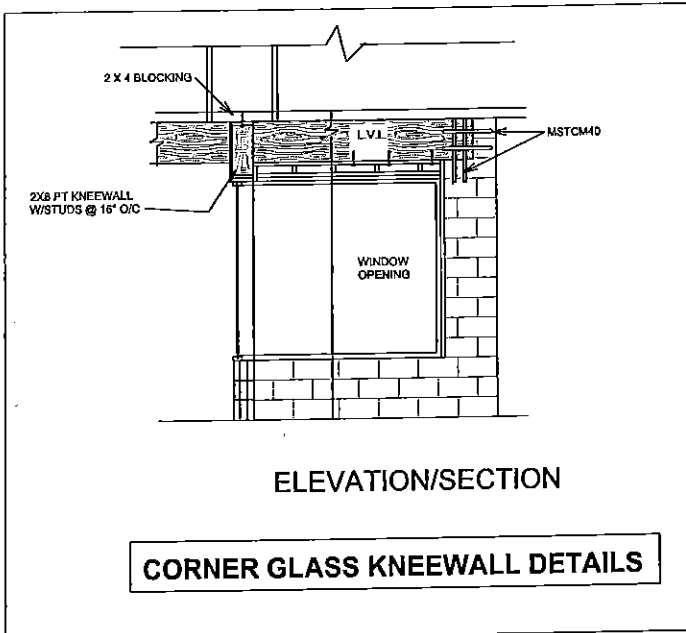 2 X 4 BLOCKING
L.V.L.
MSTCM40
2X8 PT KNEEWALL
W/STUDS @ 16" O/C
WINDOW
OPENING
ELEVATION/SECTION
CORNER GLASS KNEEWALL DETAILS